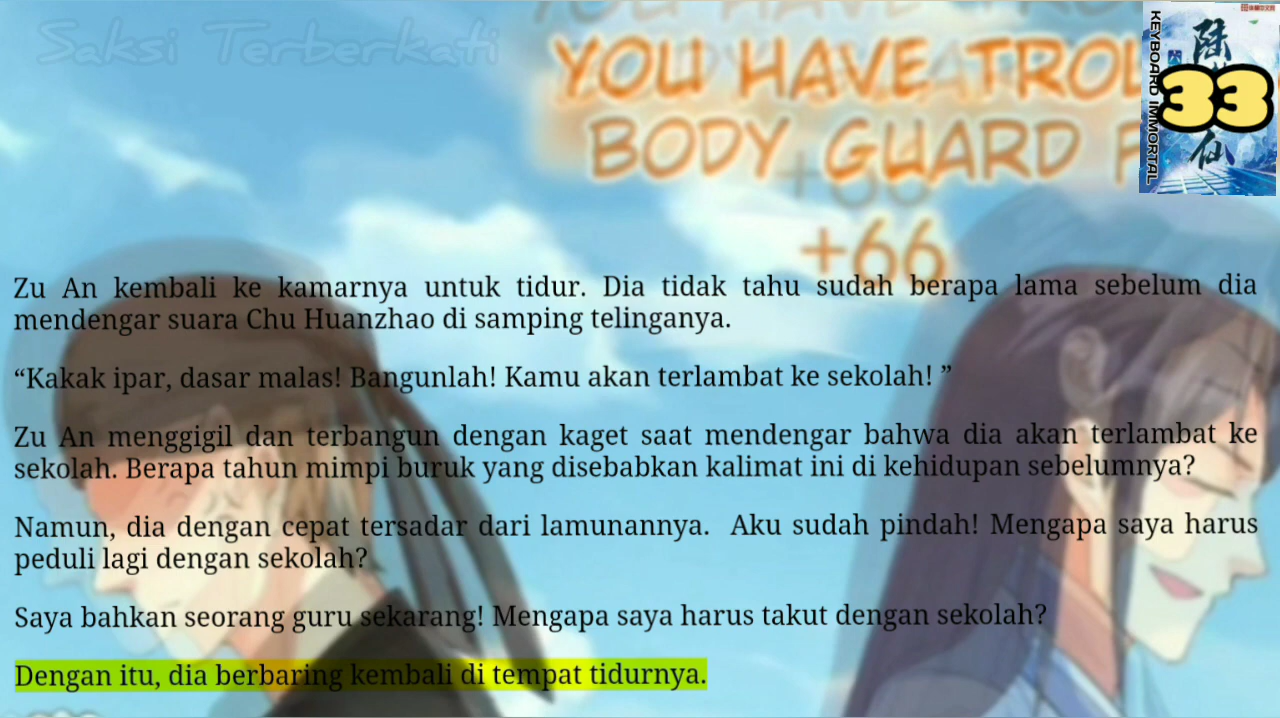 Saksi Terberkati
YOU HAVE TROL
BODY GUARD F
+66
+66
KEYBOARD IMMORTAL
33
陆
仙
Zu An kembali ke kamarnya untuk tidur. Dia tidak tahu sudah berapa lama sebelum dia
mendengar suara Chu Huanzhao di samping telinganya.
“Kakak ipar, dasar malas! Bangunlah! Kamu akan terlambat ke sekolah! ”
Zu An menggigil dan terbangun dengan kaget saat mendengar bahwa dia akan terlambat ke
sekolah. Berapa tahun mimpi buruk yang disebabkan kalimat ini di kehidupan sebelumnya?
Namun, dia dengan cepat tersadar dari lamunannya.  Aku sudah pindah! Mengapa saya harus
peduli lagi dengan sekolah?
Saya bahkan seorang guru sekarang! Mengapa saya harus takut dengan sekolah?
Dengan itu, dia berbaring kembali di tempat tidurnya.